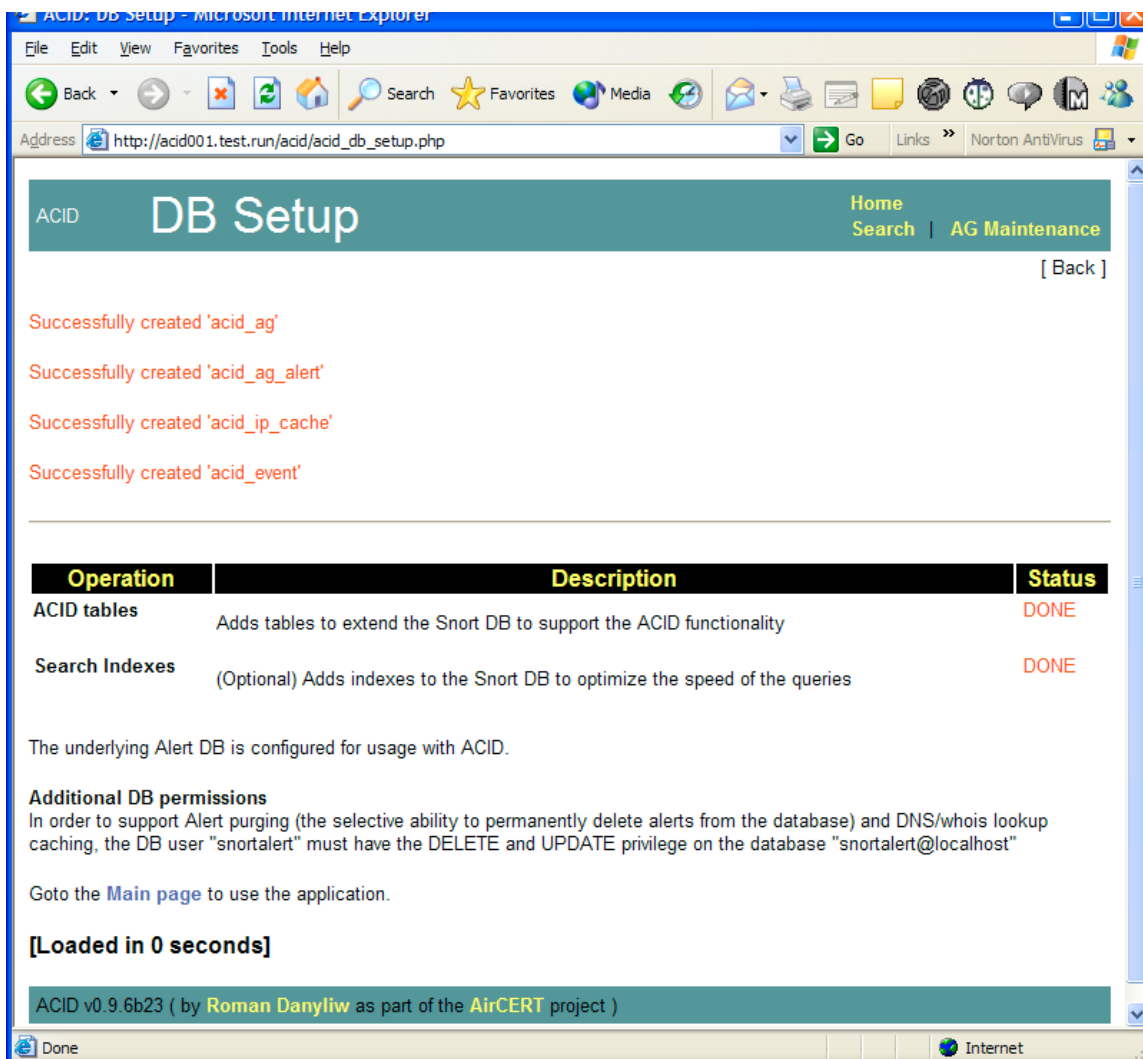 ACID: DB Setup - Microsoft Internet Explorer
File Edit View Favorites Tools Help
Back Search Favorites Media
Address http://acid001.test.run/acid/acid_db_setup.php Go Links » Norton AntiVirus
ACID DB Setup
Home
Search | AG Maintenance
[ Back ]
Successfully created 'acid_ag'
Successfully created 'acid_ag_alert'
Successfully created 'acid_ip_cache'
Successfully created 'acid_event'
Operation Description Status
ACID tables Adds tables to extend the Snort DB to support the ACID functionality DONE
Search Indexes (Optional) Adds indexes to the Snort DB to optimize the speed of the queries DONE
The underlying Alert DB is configured for usage with ACID.
Additional DB permissions
In order to support Alert purging (the selective ability to permanently delete alerts from the database) and DNS/whois lookup
caching, the DB user "snortalert" must have the DELETE and UPDATE privilege on the database "snortalert@localhost"
Goto the Main page to use the application.
[Loaded in 0 seconds]
ACID v0.9.6b23 ( by Roman Danyliw as part of the AirCERT project )
Done Internet